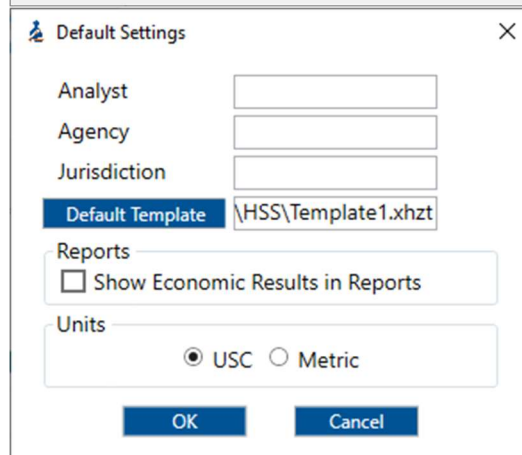 Default Settings
Analyst
Agency
Jurisdiction
Default Template \HSS\Template1.xhzt
Reports
Show Economic Results in Reports
Units
USC Metric
OK Cancel